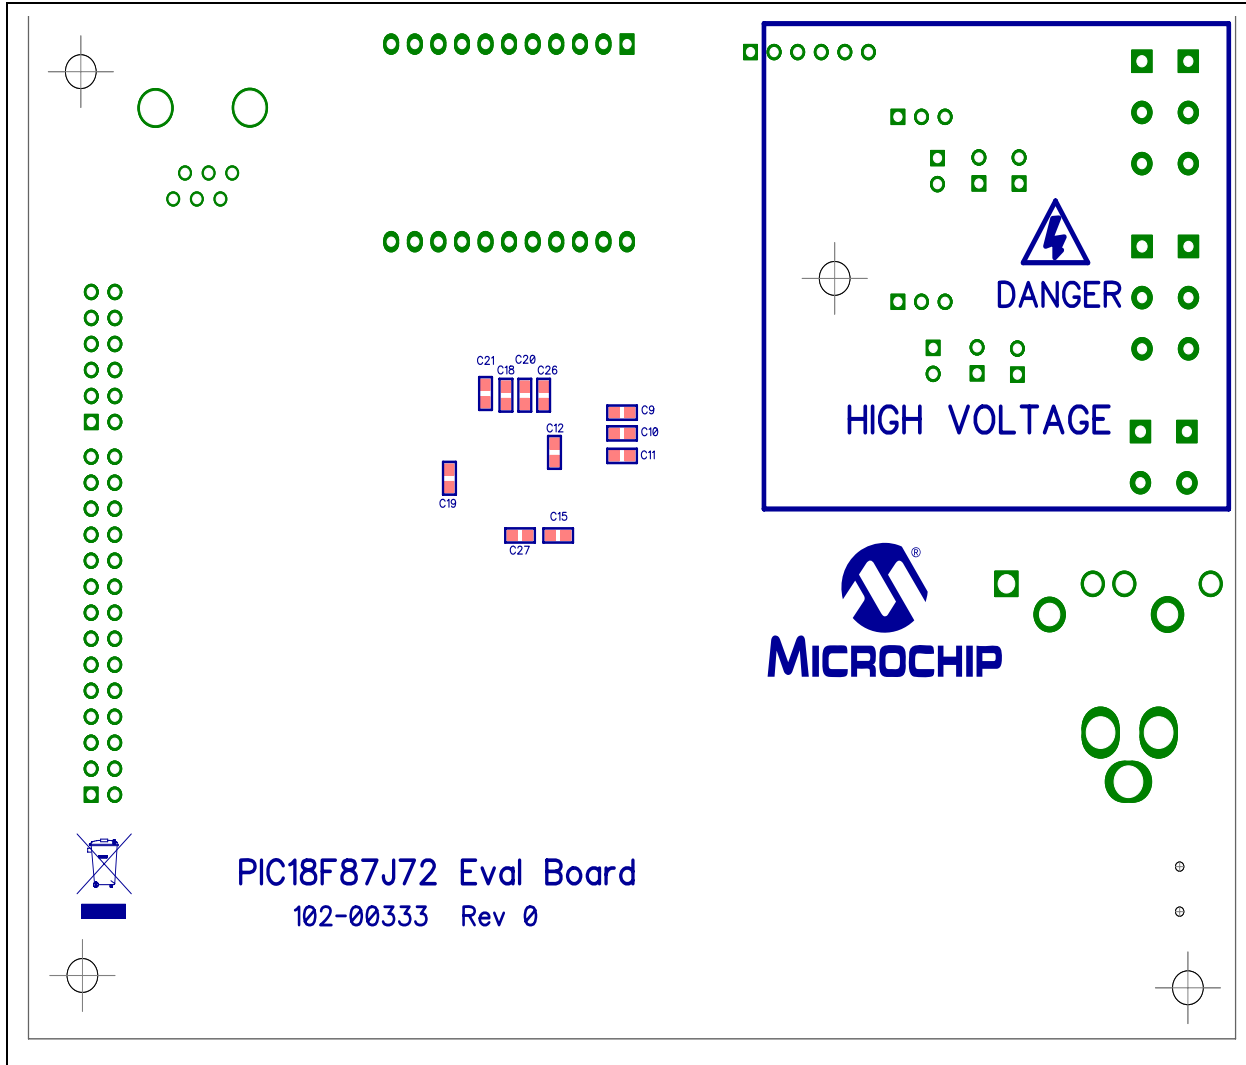 DANGER
C21
C20
C18
C26
HIGH VOLTAGE
C9
C10
C12
C11
C19
C15
C27
®
MICROCHIP
PIC18F87J72 Eval Board
102-00333 Rev 0